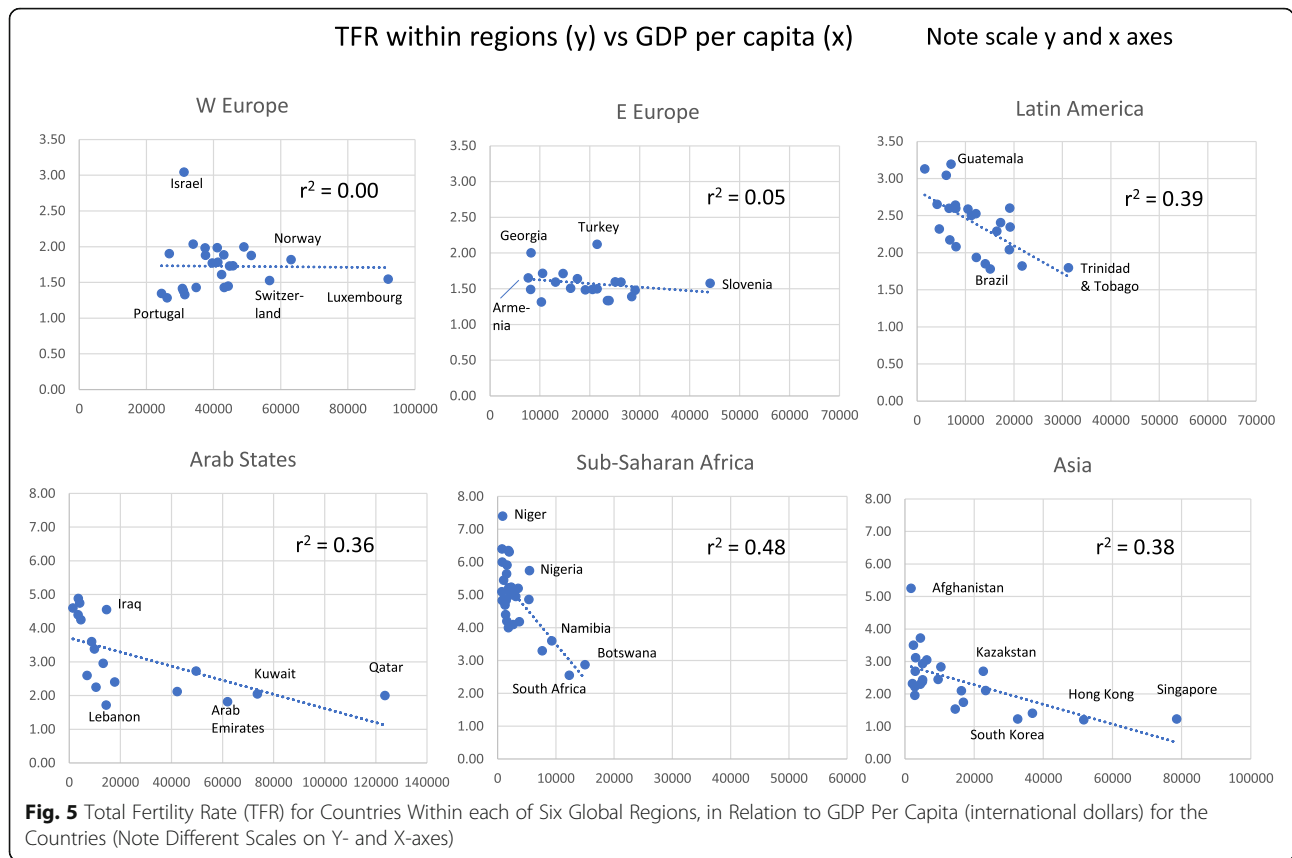 TFR within regions (y) vs GDP per capita (x)
Note scale y and x axes
W Europe
3.50
3.00
2.50
2.00
1.50
1.00
0.50
0.00
0 20000 40000 60000 80000 100000
Israel
r² = 0.00
Norway
Portugal
Switzer-
land
Luxembourg
E Europe
3.50
3.00
2.50
2.00
1.50
1.00
0.50
0.00
0 10000 20000 30000 40000 50000 60000 70000
r² = 0.05
Georgia
Turkey
Arme-
nia
Slovenia
Latin America
3.50
3.00
2.50
2.00
1.50
1.00
0.50
0.00
0 10000 20000 30000 40000 50000 60000 70000
Guatemala
r² = 0.39
Brazil
Trinidad
& Tobago
Arab States
8.00
7.00
6.00
5.00
4.00
3.00
2.00
1.00
0.00
0 20000 40000 60000 80000 100000 120000 140000
r² = 0.36
Iraq
Lebanon
Arab
Emirates
Kuwait
Qatar
Sub-Saharan Africa
8.00
7.00
6.00
5.00
4.00
3.00
2.00
1.00
0.00
0 10000 20000 30000 40000 50000 60000
Niger
r² = 0.48
Nigeria
Namibia
Botswana
South Africa
Asia
8.00
7.00
6.00
5.00
4.00
3.00
2.00
1.00
0.00
0 20000 40000 60000 80000 100000
r² = 0.38
Afghanistan
Kazakstan
Hong Kong
Singapore
South Korea
Fig. 5 Total Fertility Rate (TFR) for Countries Within each of Six Global Regions, in Relation to GDP Per Capita (international dollars) for the
Countries (Note Different Scales on Y- and X-axes)